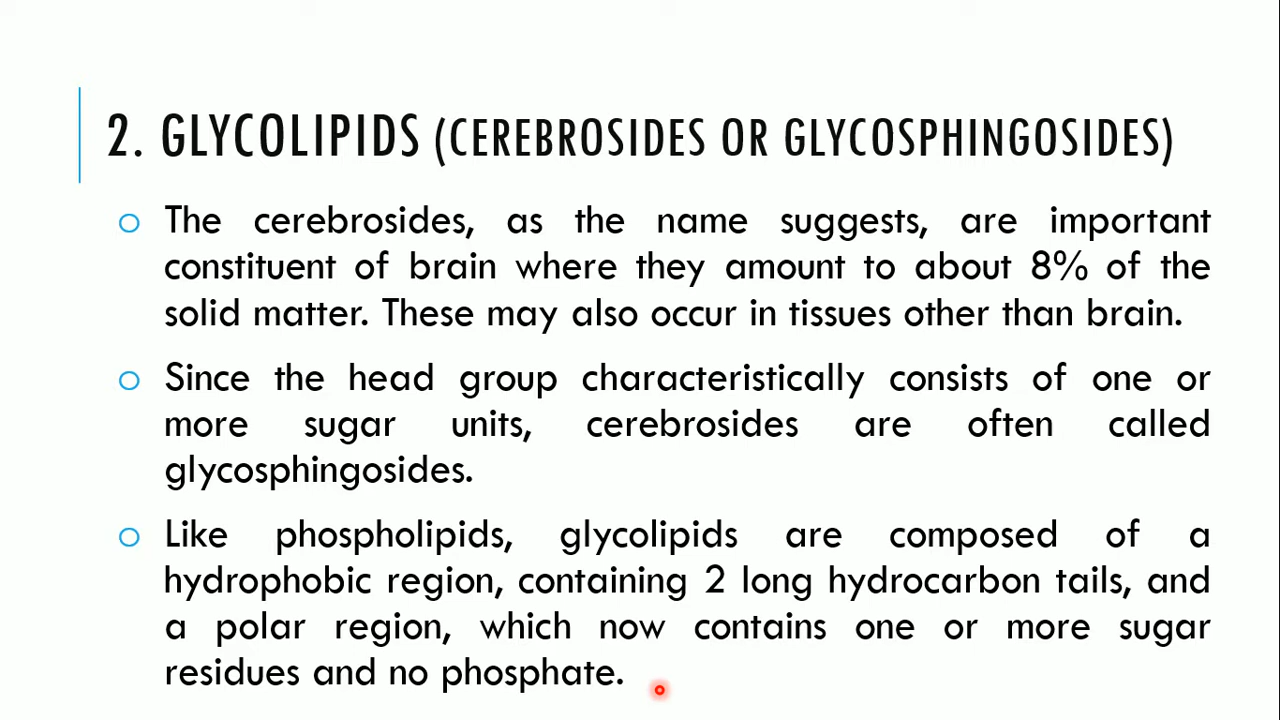 2. GLYCOLIPIDS (CEREBROSIDES OR GLYCOSPHINGOSIDES)
The cerebrosides, as the name suggests, are important
constituent of brain where they amount to about 8% of the
solid matter. These may also occur in tissues other than brain.
Since the head group characteristically consists of one or
more sugar units, cerebrosides are often called
glycosphingosides.
Like phospholipids, glycolipids are composed of a
hydrophobic region, containing 2 long hydrocarbon tails, and
a polar region, which now contains one or more sugar
residues and no phosphate.